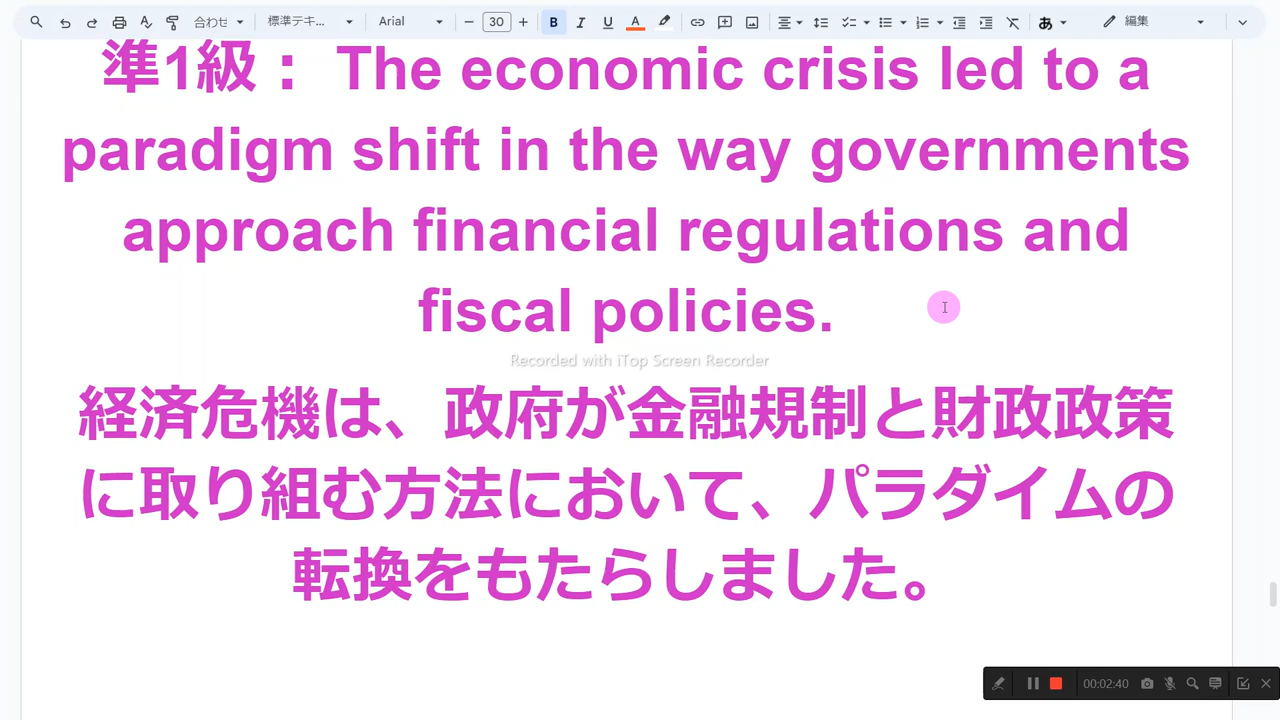 合わせ 標準テキ... Arial 30 B I U A あ 編集
準1級： The economic crisis led to a
paradigm shift in the way governments
approach financial regulations and
fiscal policies.
Recorded with iTop Screen Recorder
経済危機は、政府が金融規制と財政政策
に取り組む方法において、パラダイムの
転換をもたらしました。
00:02:40